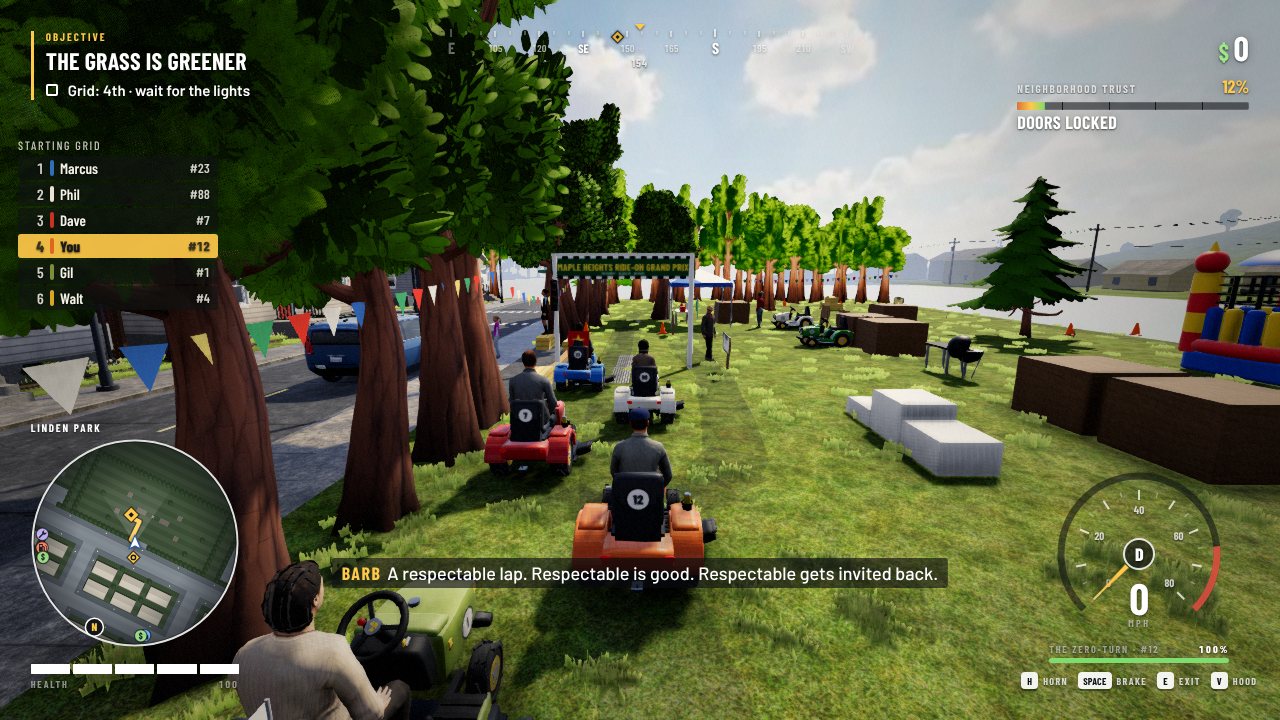 OBJECTIVE
THE GRASS IS GREENER
Grid: 4th · wait for the lights
STARTING GRID
1 Marcus #23
2 Phil #88
3 Dave #7
4 You #12
5 Gil #1
6 Walt #4
E 105 120 SE 150 165 S 195 210 SW
154
$ 0
NEIGHBORHOOD TRUST 12%
DOORS LOCKED
MAPLE HEIGHTS RIDE-ON GRAND PRIX
7
12
LINDEN PARK
N
BARB A respectable lap. Respectable is good. Respectable gets invited back.
0 20 40 60 80
D
0
MPH
THE ZERO-TURN · #12 100%
H HORN SPACE BRAKE E EXIT V HOOD
HEALTH 100